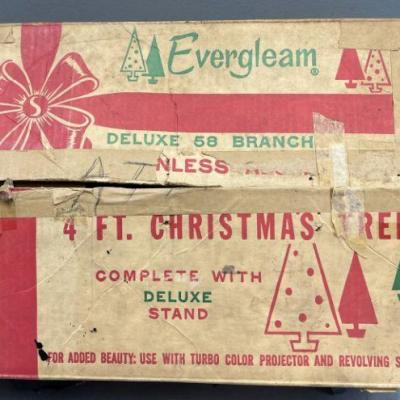 Evergleam®
S
DELUXE 58 BRANCH
NLESS
4 FT. CHRISTMAS TREE
COMPLETE WITH
DELUXE
STAND
FOR ADDED BEAUTY: USE WITH TURBO COLOR PROJECTOR AND REVOLVING S